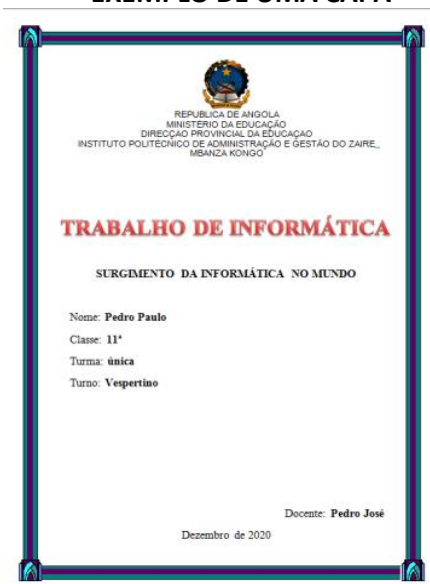 EXEMPLO DE UMA CAPA
REPUBLICA DE ANGOLA
MINISTÉRIO DA EDUCAÇÃO
DIRECÇAO PROVINCIAL DA EDUCAÇAO
INSTITUTO POLITÉCNICO DE ADMINISTRAÇÃO E GESTÃO DO ZAIRE_
MBANZA KONGO
TRABALHO DE INFORMÁTICA
SURGIMENTO DA INFORMÁTICA NO MUNDO
Nome: Pedro Paulo
Classe: 11ª
Turma: única
Turno: Vespertino
Docente: Pedro José
Dezembro de 2020